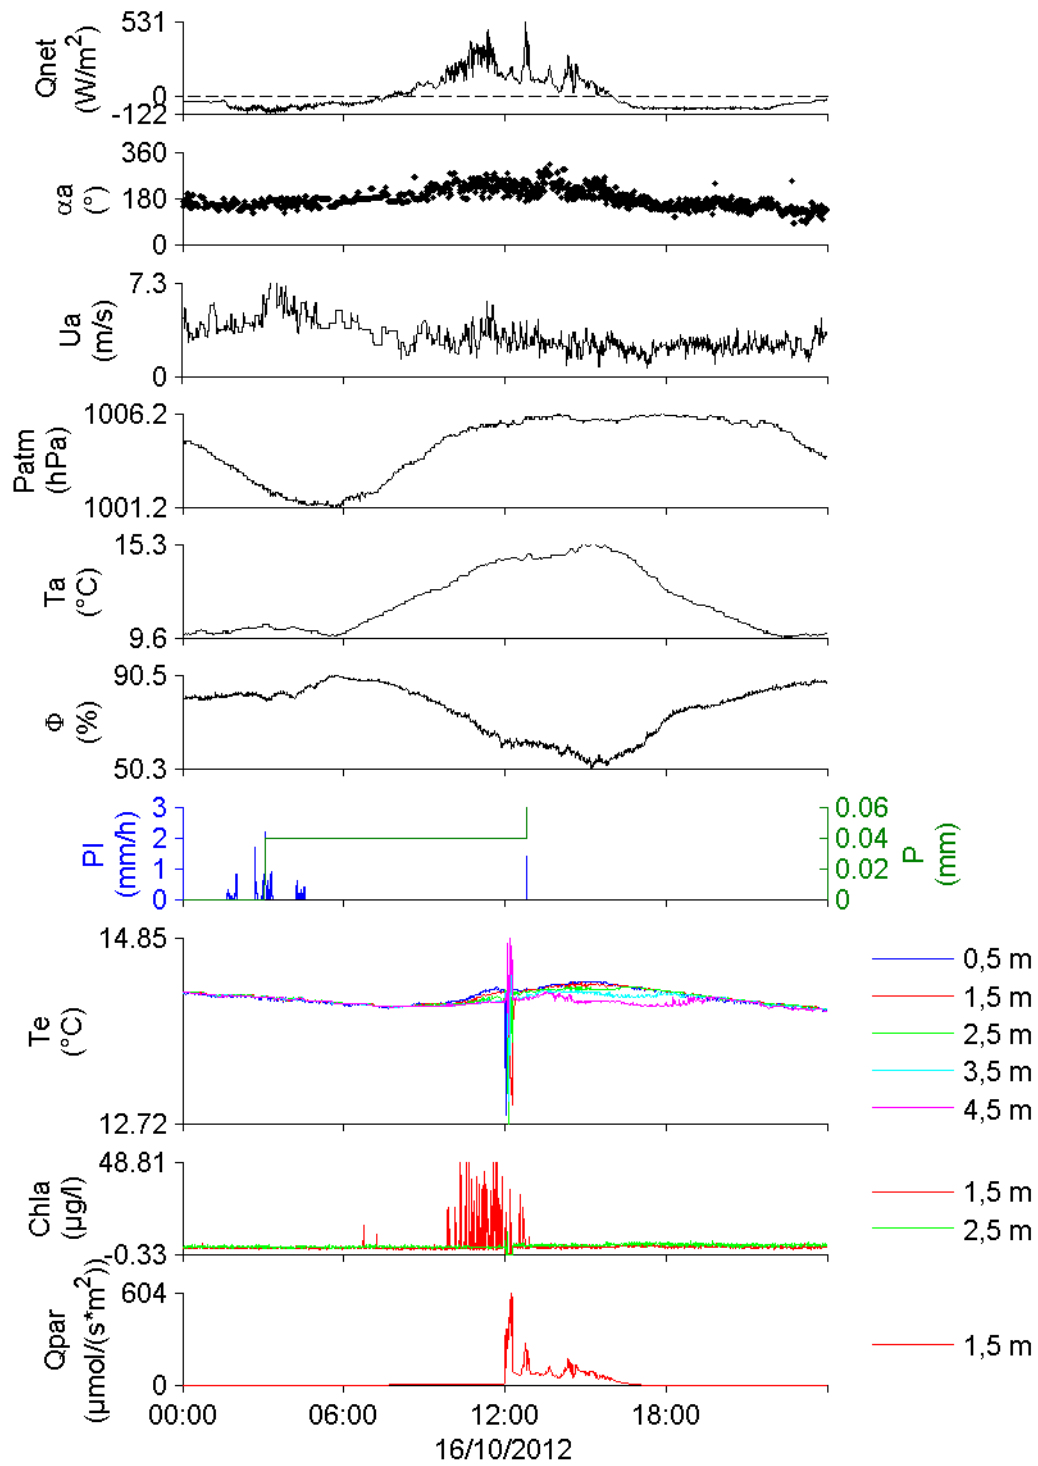 Qnet
(W/m²)
531
0
-122
αa
(°)
360
180
0
Ua
(m/s)
7.3
0
Patm
(hPa)
1006.2
1001.2
Ta
(°C)
15.3
9.6
Φ
(%)
90.5
50.3
PI
(mm/h)
3
2
1
0
0.06
0.04
0.02
0
P
(mm)
Te
(°C)
14.85
12.72
0,5 m
1,5 m
2,5 m
3,5 m
4,5 m
Chla
(µg/l)
48.81
-0.33
1,5 m
2,5 m
Qpar
(µmol/(s*m²))
604
0
1,5 m
00:00 06:00 12:00 18:00
16/10/2012